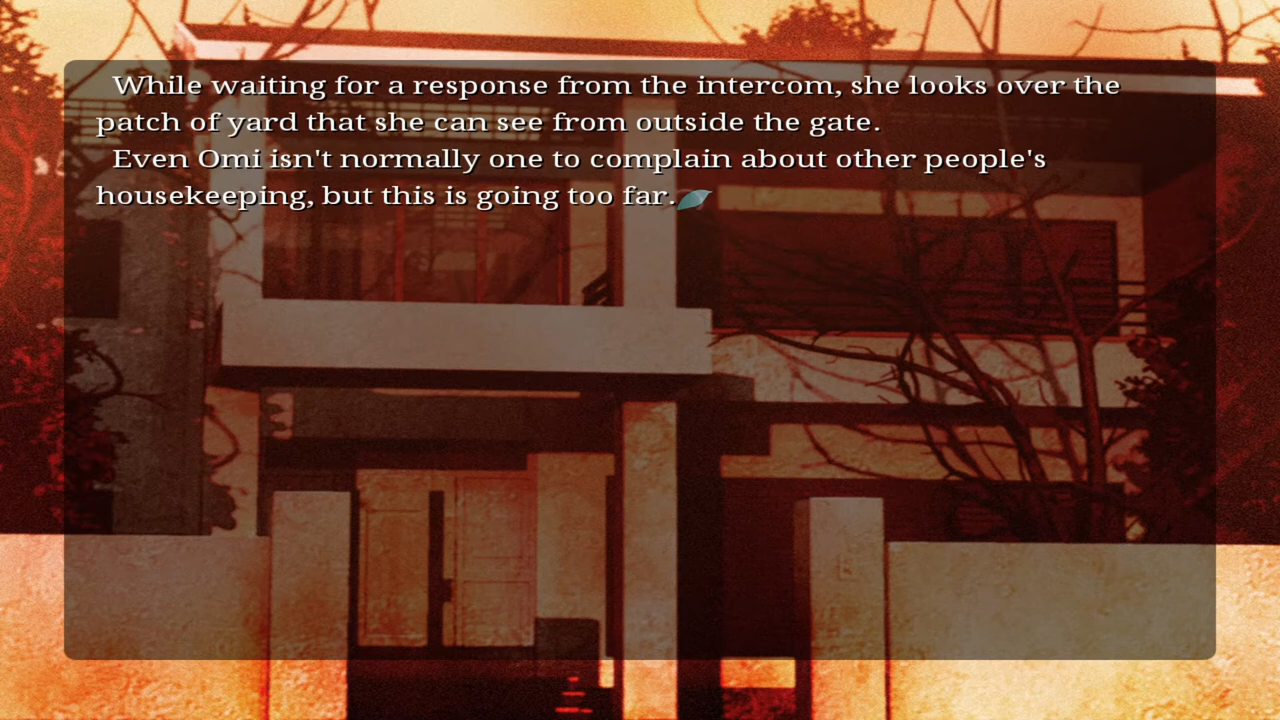 While waiting for a response from the intercom, she looks over the
patch of yard that she can see from outside the gate.
Even Omi isn't normally one to complain about other people's
housekeeping, but this is going too far.